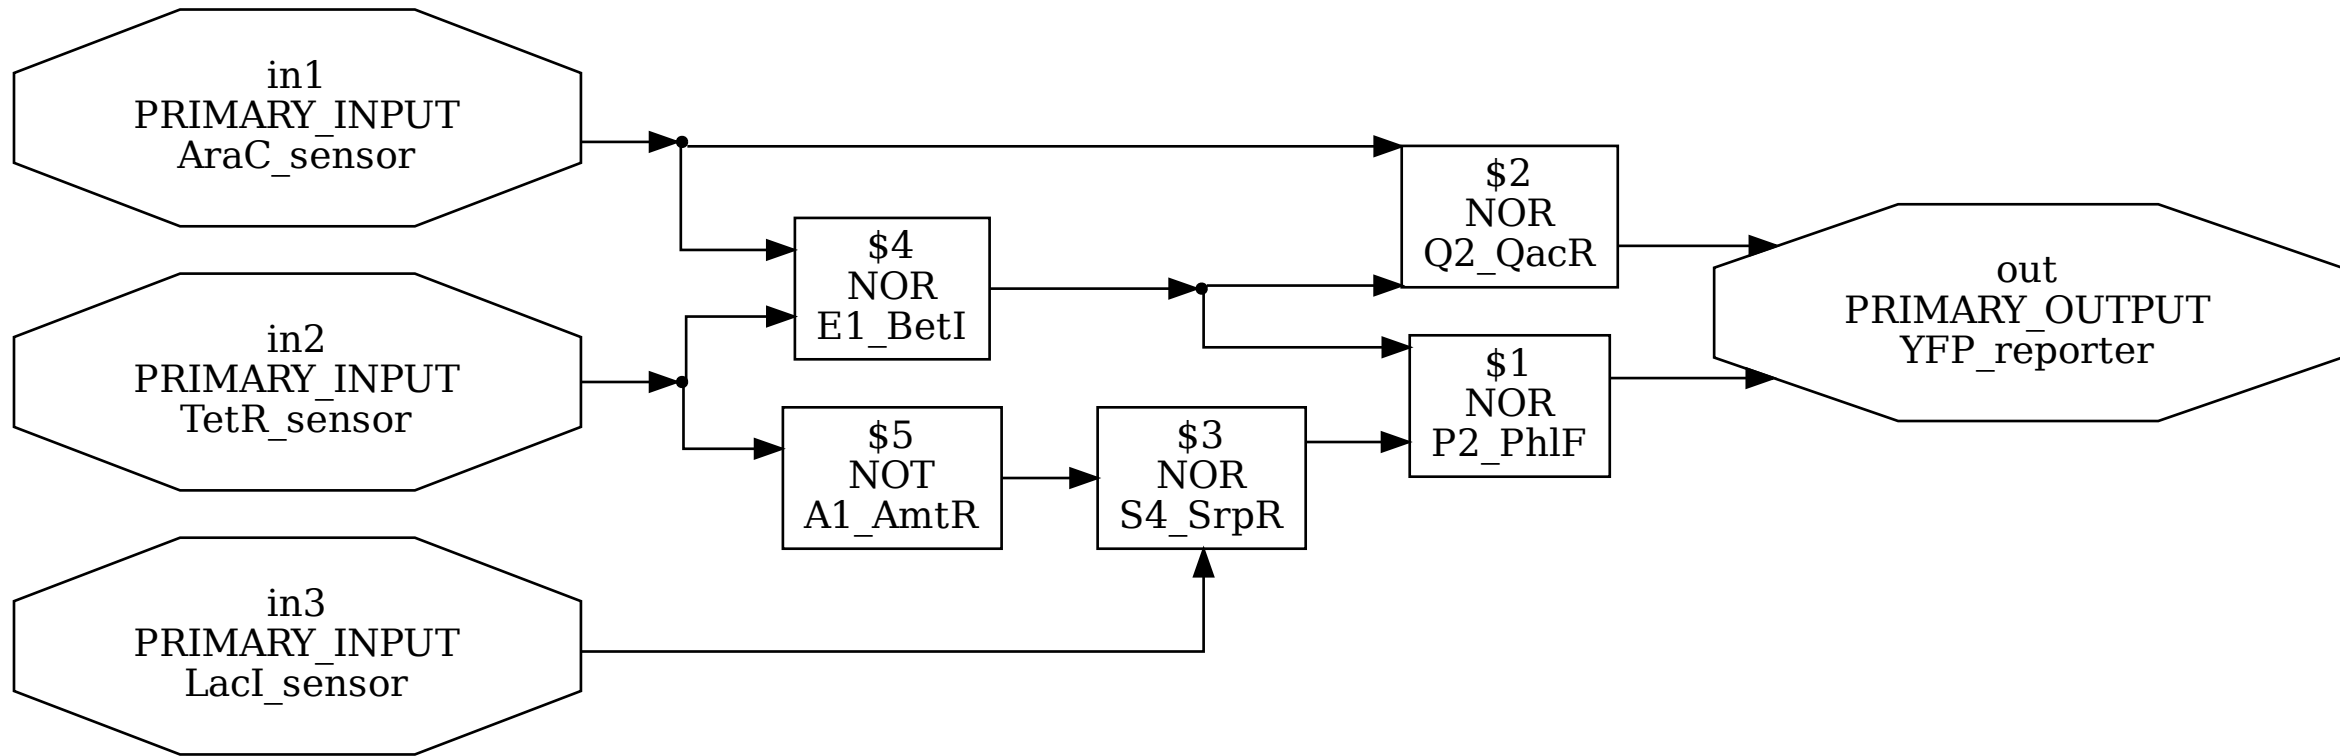 in1
PRIMARY_INPUT
AraC_sensor
in2
PRIMARY_INPUT
TetR_sensor
in3
PRIMARY_INPUT
LacI_sensor
$4
NOR
E1_BetI
$5
NOT
A1_AmtR
$3
NOR
S4_SrpR
$2
NOR
Q2_QacR
$1
NOR
P2_PhlF
out
PRIMARY_OUTPUT
YFP_reporter